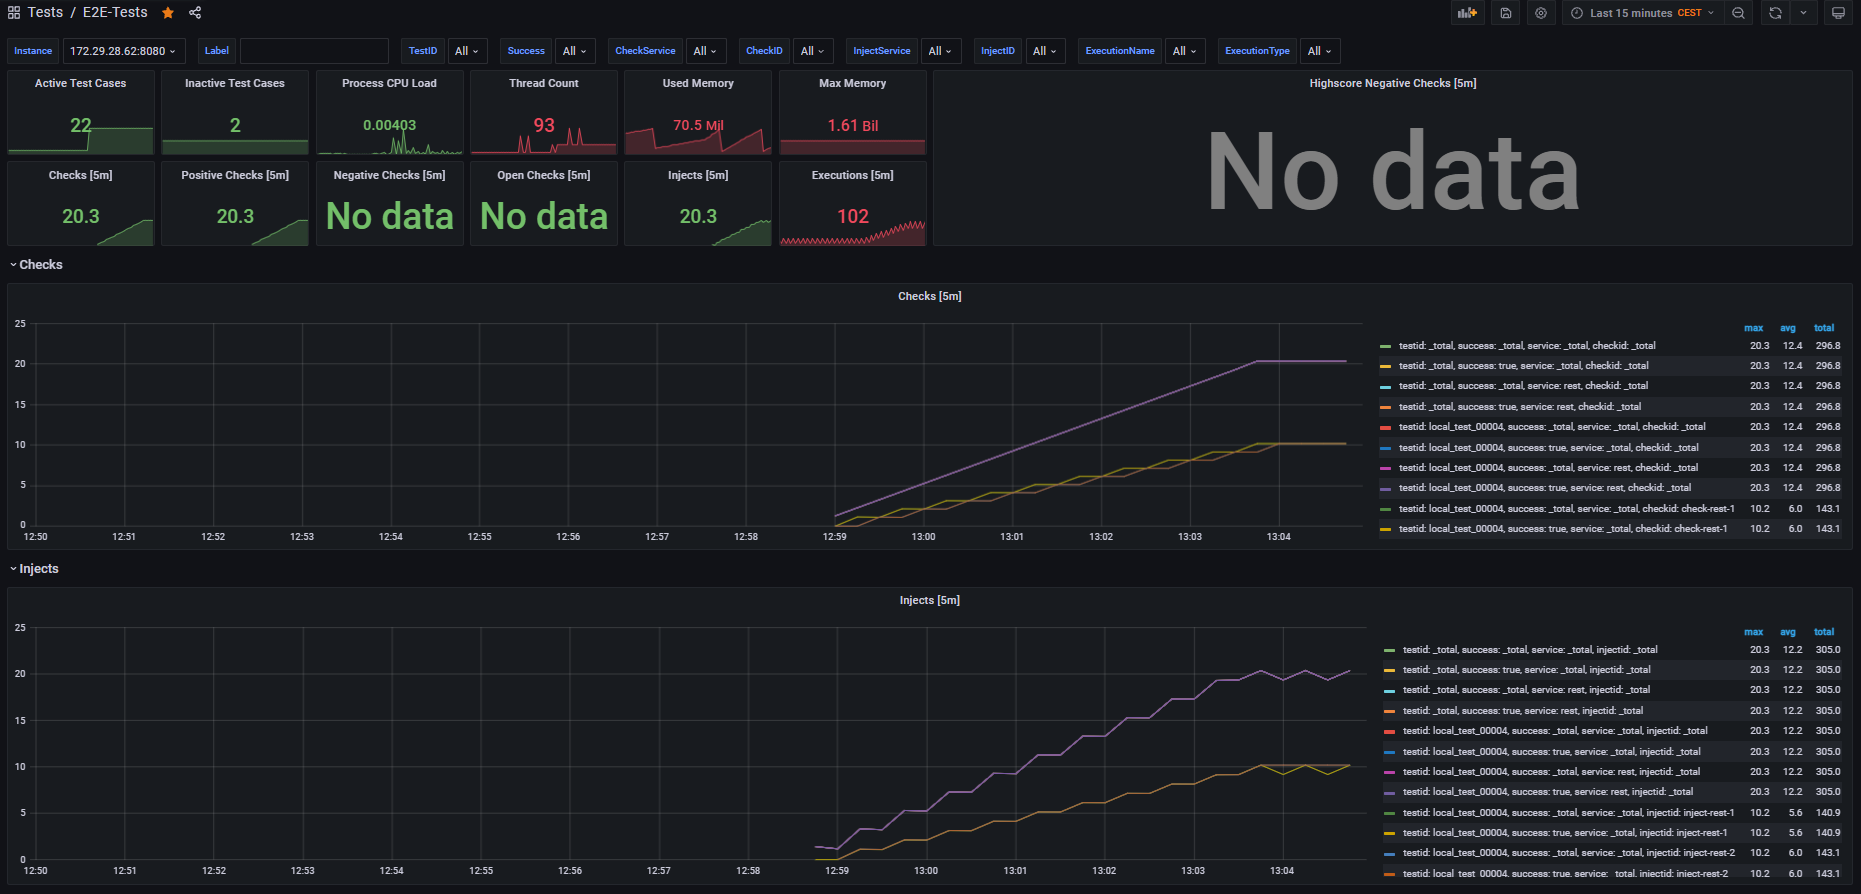 Tests / E2E-Tests
Last 15 minutes CEST
Instance 172.29.28.62:8080 Label TestID All Success All CheckService All CheckID All InjectService All InjectID All ExecutionName All ExecutionType All
Active Test Cases
22
Inactive Test Cases
2
Process CPU Load
0.00403
Thread Count
93
Used Memory
70.5 Mil
Max Memory
1.61 Bil
Highscore Negative Checks [5m]
No data
Checks [5m]
20.3
Positive Checks [5m]
20.3
Negative Checks [5m]
No data
Open Checks [5m]
No data
Injects [5m]
20.3
Executions [5m]
102
Checks
Checks [5m]
25
20
15
10
5
0
12:50 12:51 12:52 12:53 12:54 12:55 12:56 12:57 12:58 12:59 13:00 13:01 13:02 13:03 13:04
max avg total
testid: _total, success: _total, service: _total, checkid: _total 20.3 12.4 296.8
testid: _total, success: true, service: _total, checkid: _total 20.3 12.4 296.8
testid: _total, success: _total, service: rest, checkid: _total 20.3 12.4 296.8
testid: _total, success: true, service: rest, checkid: _total 20.3 12.4 296.8
testid: local_test_00004, success: _total, service: _total, checkid: _total 20.3 12.4 296.8
testid: local_test_00004, success: true, service: _total, checkid: _total 20.3 12.4 296.8
testid: local_test_00004, success: _total, service: rest, checkid: _total 20.3 12.4 296.8
testid: local_test_00004, success: true, service: rest, checkid: _total 20.3 12.4 296.8
testid: local_test_00004, success: _total, service: _total, checkid: check-rest-1 10.2 6.0 143.1
testid: local_test_00004, success: true, service: _total, checkid: check-rest-1 10.2 6.0 143.1
Injects
Injects [5m]
25
20
15
10
5
0
12:50 12:51 12:52 12:53 12:54 12:55 12:56 12:57 12:58 12:59 13:00 13:01 13:02 13:03 13:04
max avg total
testid: _total, success: _total, service: _total, injectid: _total 20.3 12.2 305.0
testid: _total, success: true, service: _total, injectid: _total 20.3 12.2 305.0
testid: _total, success: _total, service: rest, injectid: _total 20.3 12.2 305.0
testid: _total, success: true, service: rest, injectid: _total 20.3 12.2 305.0
testid: local_test_00004, success: _total, service: _total, injectid: _total 20.3 12.2 305.0
testid: local_test_00004, success: true, service: _total, injectid: _total 20.3 12.2 305.0
testid: local_test_00004, success: _total, service: rest, injectid: _total 20.3 12.2 305.0
testid: local_test_00004, success: true, service: rest, injectid: _total 20.3 12.2 305.0
testid: local_test_00004, success: _total, service: _total, injectid: inject-rest-1 10.2 5.6 140.9
testid: local_test_00004, success: true, service: _total, injectid: inject-rest-1 10.2 5.6 140.9
testid: local_test_00004, success: _total, service: _total, injectid: inject-rest-2 10.2 6.0 143.1
testid: local_test_00004, success: true, service: _total, injectid: inject-rest-2 10.2 6.0 143.1